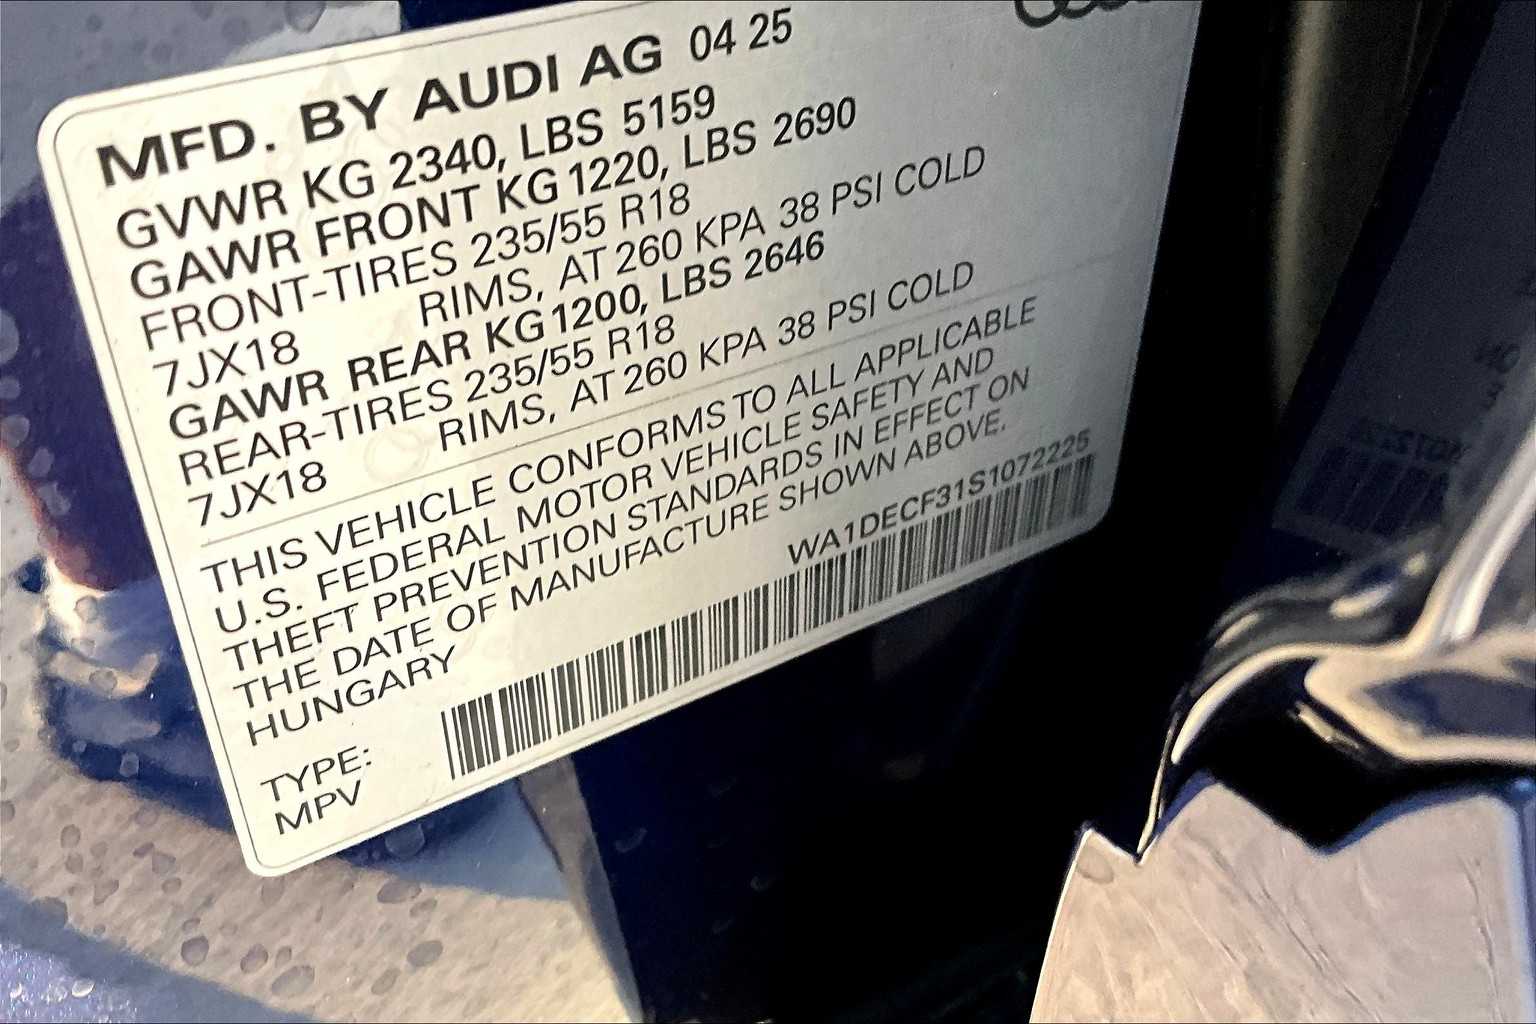 MFD. BY AUDI AG 04 25
GVWR KG 2340, LBS 5159
GAWR FRONT KG 1220, LBS 2690
FRONT-TIRES 235/55 R18
7JX18 RIMS, AT 260 KPA 38 PSI COLD
GAWR REAR KG 1200, LBS 2646
REAR-TIRES 235/55 R18
7JX18 RIMS, AT 260 KPA 38 PSI COLD
THIS VEHICLE CONFORMS TO ALL APPLICABLE
U.S. FEDERAL MOTOR VEHICLE SAFETY AND
THEFT PREVENTION STANDARDS IN EFFECT ON
THE DATE OF MANUFACTURE SHOWN ABOVE.
HUNGARY
WA1DECF31S1072225
TYPE:
MPV